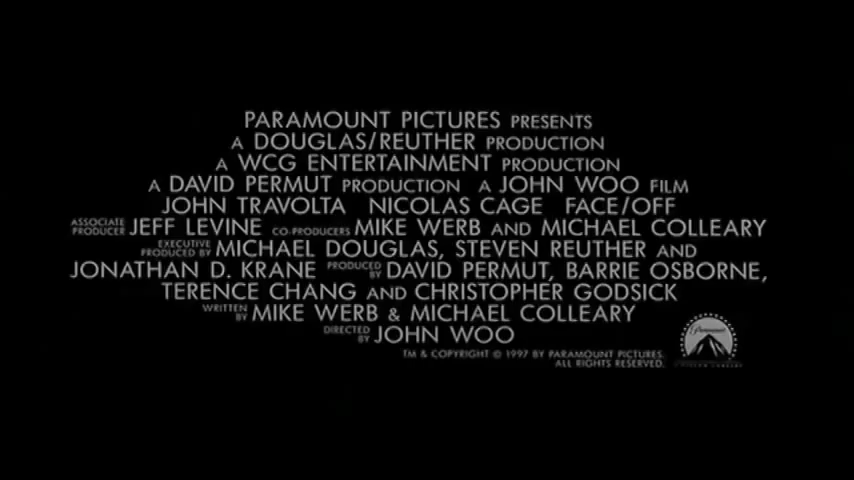 PARAMOUNT PICTURES PRESENTS
A DOUGLAS/REUTHER PRODUCTION
A WCG ENTERTAINMENT PRODUCTION
A DAVID PERMUT PRODUCTION A JOHN WOO FILM
JOHN TRAVOLTA NICOLAS CAGE FACE/OFF
ASSOCIATE PRODUCER JEFF LEVINE CO-PRODUCERS MIKE WERB AND MICHAEL COLLEARY
EXECUTIVE PRODUCED BY MICHAEL DOUGLAS, STEVEN REUTHER AND
JONATHAN D. KRANE PRODUCED BY DAVID PERMUT, BARRIE OSBORNE,
TERENCE CHANG AND CHRISTOPHER GODSICK
WRITTEN BY MIKE WERB & MICHAEL COLLEARY
DIRECTED BY JOHN WOO
TM & COPYRIGHT © 1997 BY PARAMOUNT PICTURES.
ALL RIGHTS RESERVED.
Paramount